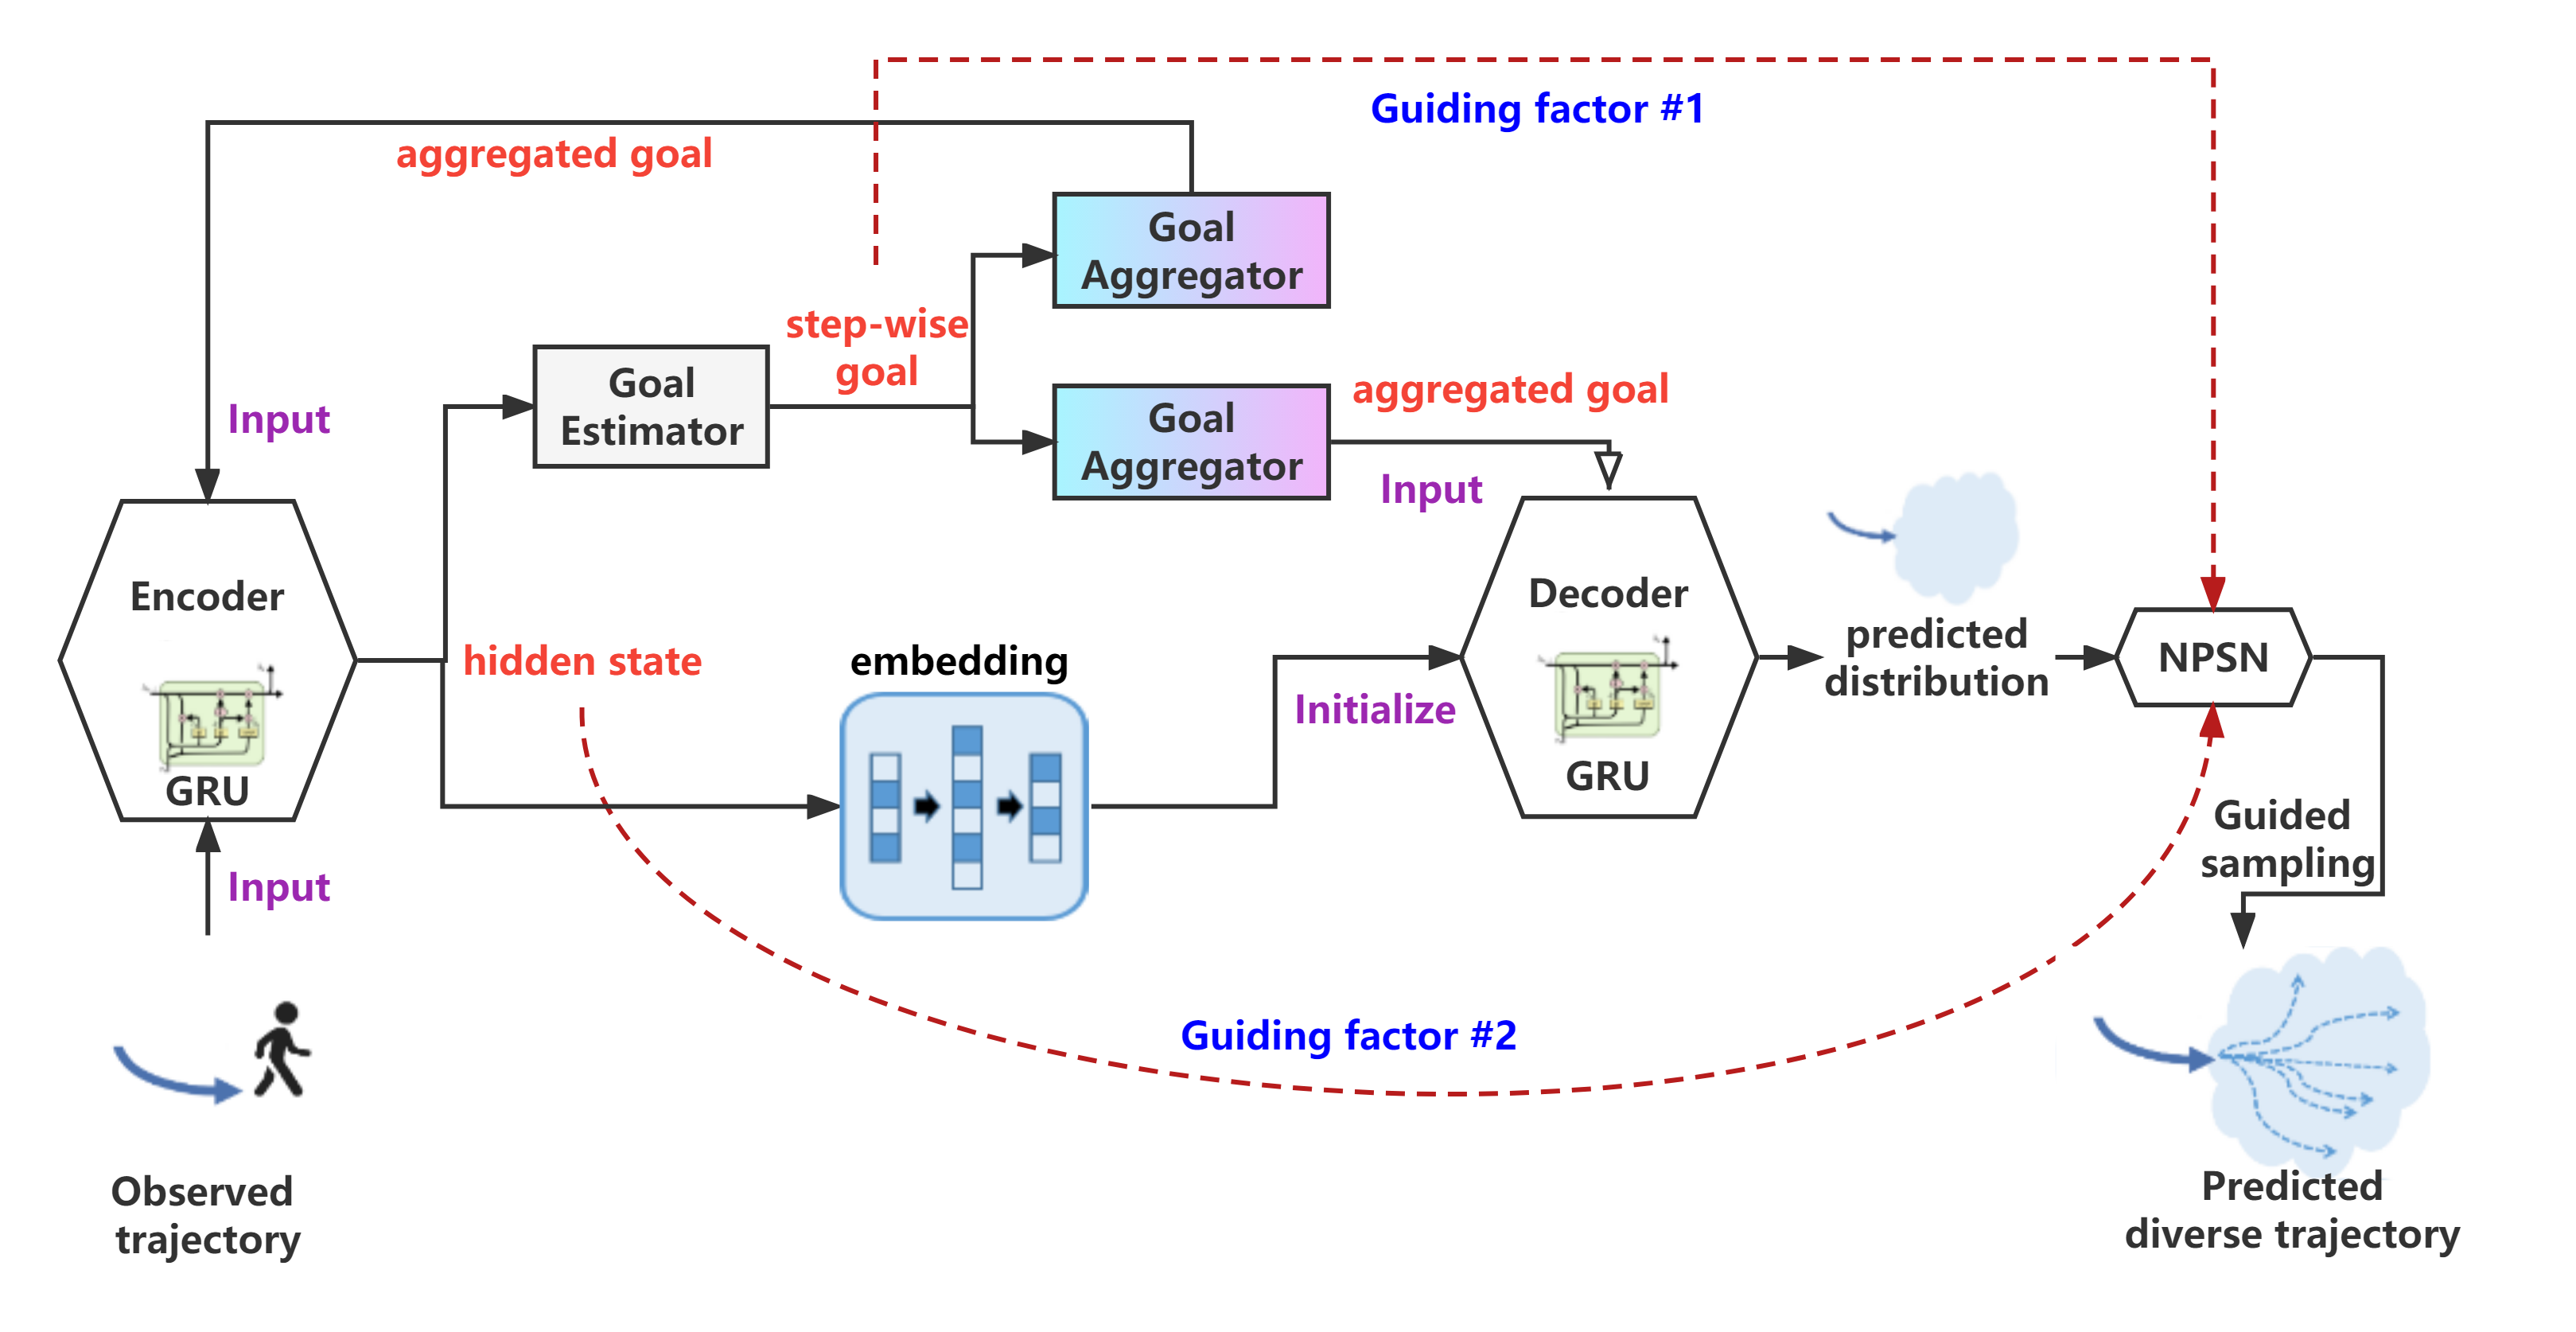 Guiding factor #1
aggregated goal
Goal
Aggregator
step-wise
goal
Goal
Estimator
Goal
Aggregator
aggregated goal
Input
Input
Encoder
GRU
hidden state
embedding
Initialize
Decoder
GRU
predicted
distribution
NPSN
Guided
sampling
Input
Guiding factor #2
Observed
trajectory
Predicted
diverse trajectory